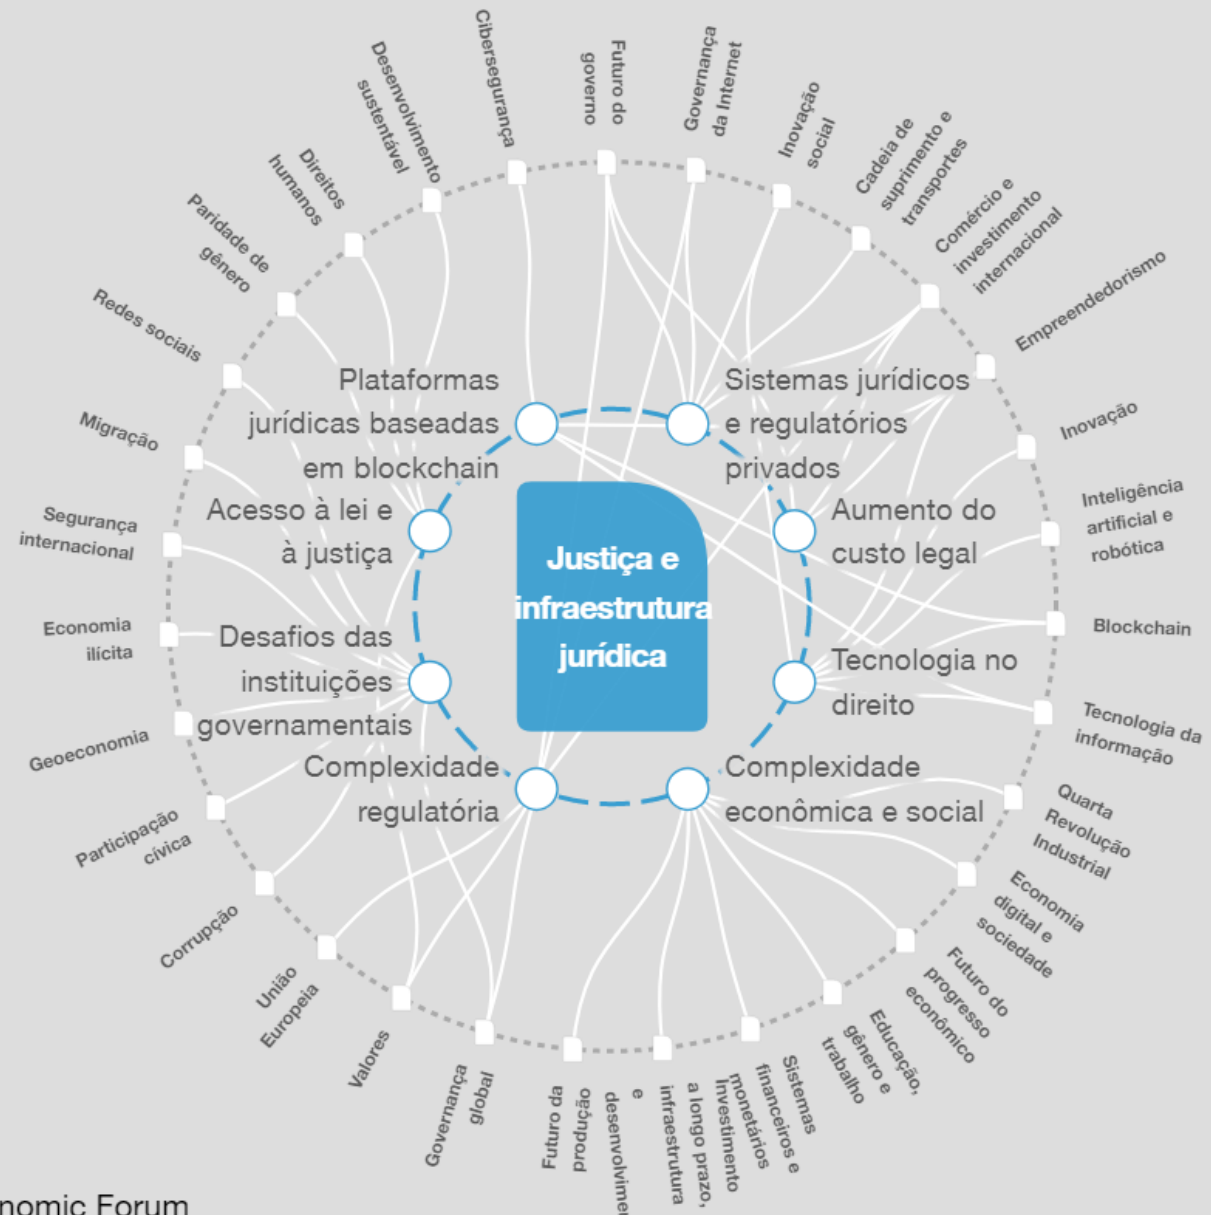 Cibersegurança
Futuro do
governo
Governança
da Internet
Inovação
social
Cadeia de
suprimento e
transportes
Comércio e
investimento
internacional
Empreendedorismo
Inovação
Inteligência
artificial e
robótica
Blockchain
Tecnologia da
informação
Quarta
Revolução
Industrial
Economia
digital e
sociedade
Futuro do
progresso
econômico
Educação,
gênero e
trabalho
Sistemas
financeiros e
monetários
Investimento
a longo prazo,
infraestrutura
e
desenvolvime
Futuro da
produção
Governança
global
Valores
União
Europeia
Corrupção
Participação
cívica
Geoeconomia
Economia
ilícita
Segurança
internacional
Migração
Redes sociais
Paridade de
gênero
Direitos
humanos
Desenvolvimento
sustentável
Plataformas
jurídicas baseadas
em blockchain
Sistemas jurídicos
e regulatórios
privados
Acesso à lei e
à justiça
Aumento do
custo legal
Justiça e
infraestrutura
jurídica
Desafios das
instituições
governamentais
Tecnologia no
direito
Complexidade
regulatória
Complexidade
econômica e social
nomic Forum